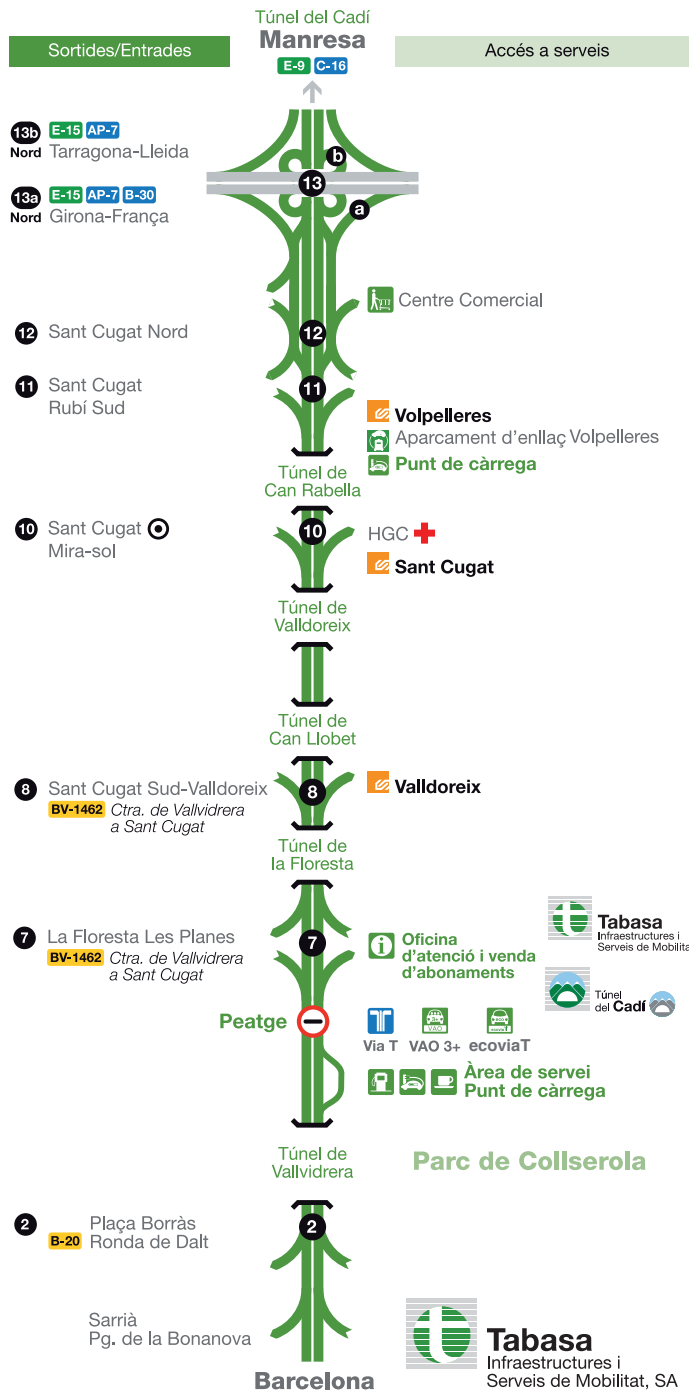 Túnel del Cadí
Manresa
E-9 C-16
Sortides/Entrades
Accés a serveis
13b E-15 AP-7
Nord Tarragona-Lleida
b
13
13a E-15 AP-7 B-30
Nord Girona-França
a
Centre Comercial
12 Sant Cugat Nord
12
11 Sant Cugat
Rubí Sud
11
Volpelleres
Aparcament d'enllaç Volpelleres
Punt de càrrega
Túnel de
Can Rabella
10 Sant Cugat
Mira-sol
10
HGC
Sant Cugat
Túnel de
Valldoreix
Túnel de
Can Llobet
8 Sant Cugat Sud-Valldoreix
BV-1462 Ctra. de Vallvidrera
a Sant Cugat
8
Valldoreix
Túnel de
la Floresta
7 La Floresta Les Planes
BV-1462 Ctra. de Vallvidrera
a Sant Cugat
7
i Oficina
d'atenció i venda
d'abonaments
t Tabasa
Infraestructures i
Serveis de Mobilita
Túnel
del Cadí
Peatge
Via T
3+
VAO
VAO 3+
eco
ecoviaT
ecoviaT
Àrea de servei
Punt de càrrega
Túnel de
Vallvidrera
Parc de Collserola
2 Plaça Borràs
B-20 Ronda de Dalt
2
Sarrià
Pg. de la Bonanova
Barcelona
t Tabasa
Infraestructures i
Serveis de Mobilitat, SA